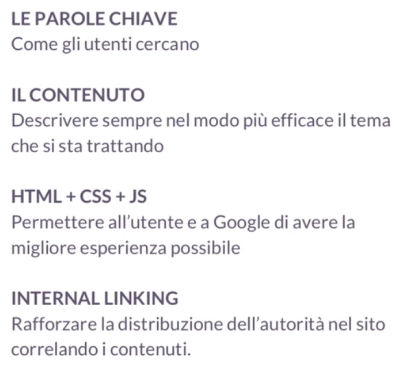 LE PAROLE CHIAVE
Come gli utenti cercano
IL CONTENUTO
Descrivere sempre nel modo più efficace il tema
che si sta trattando
HTML + CSS + JS
Permettere all’utente e a Google di avere la
migliore esperienza possibile
INTERNAL LINKING
Rafforzare la distribuzione dell’autorità nel sito
correlando i contenuti.